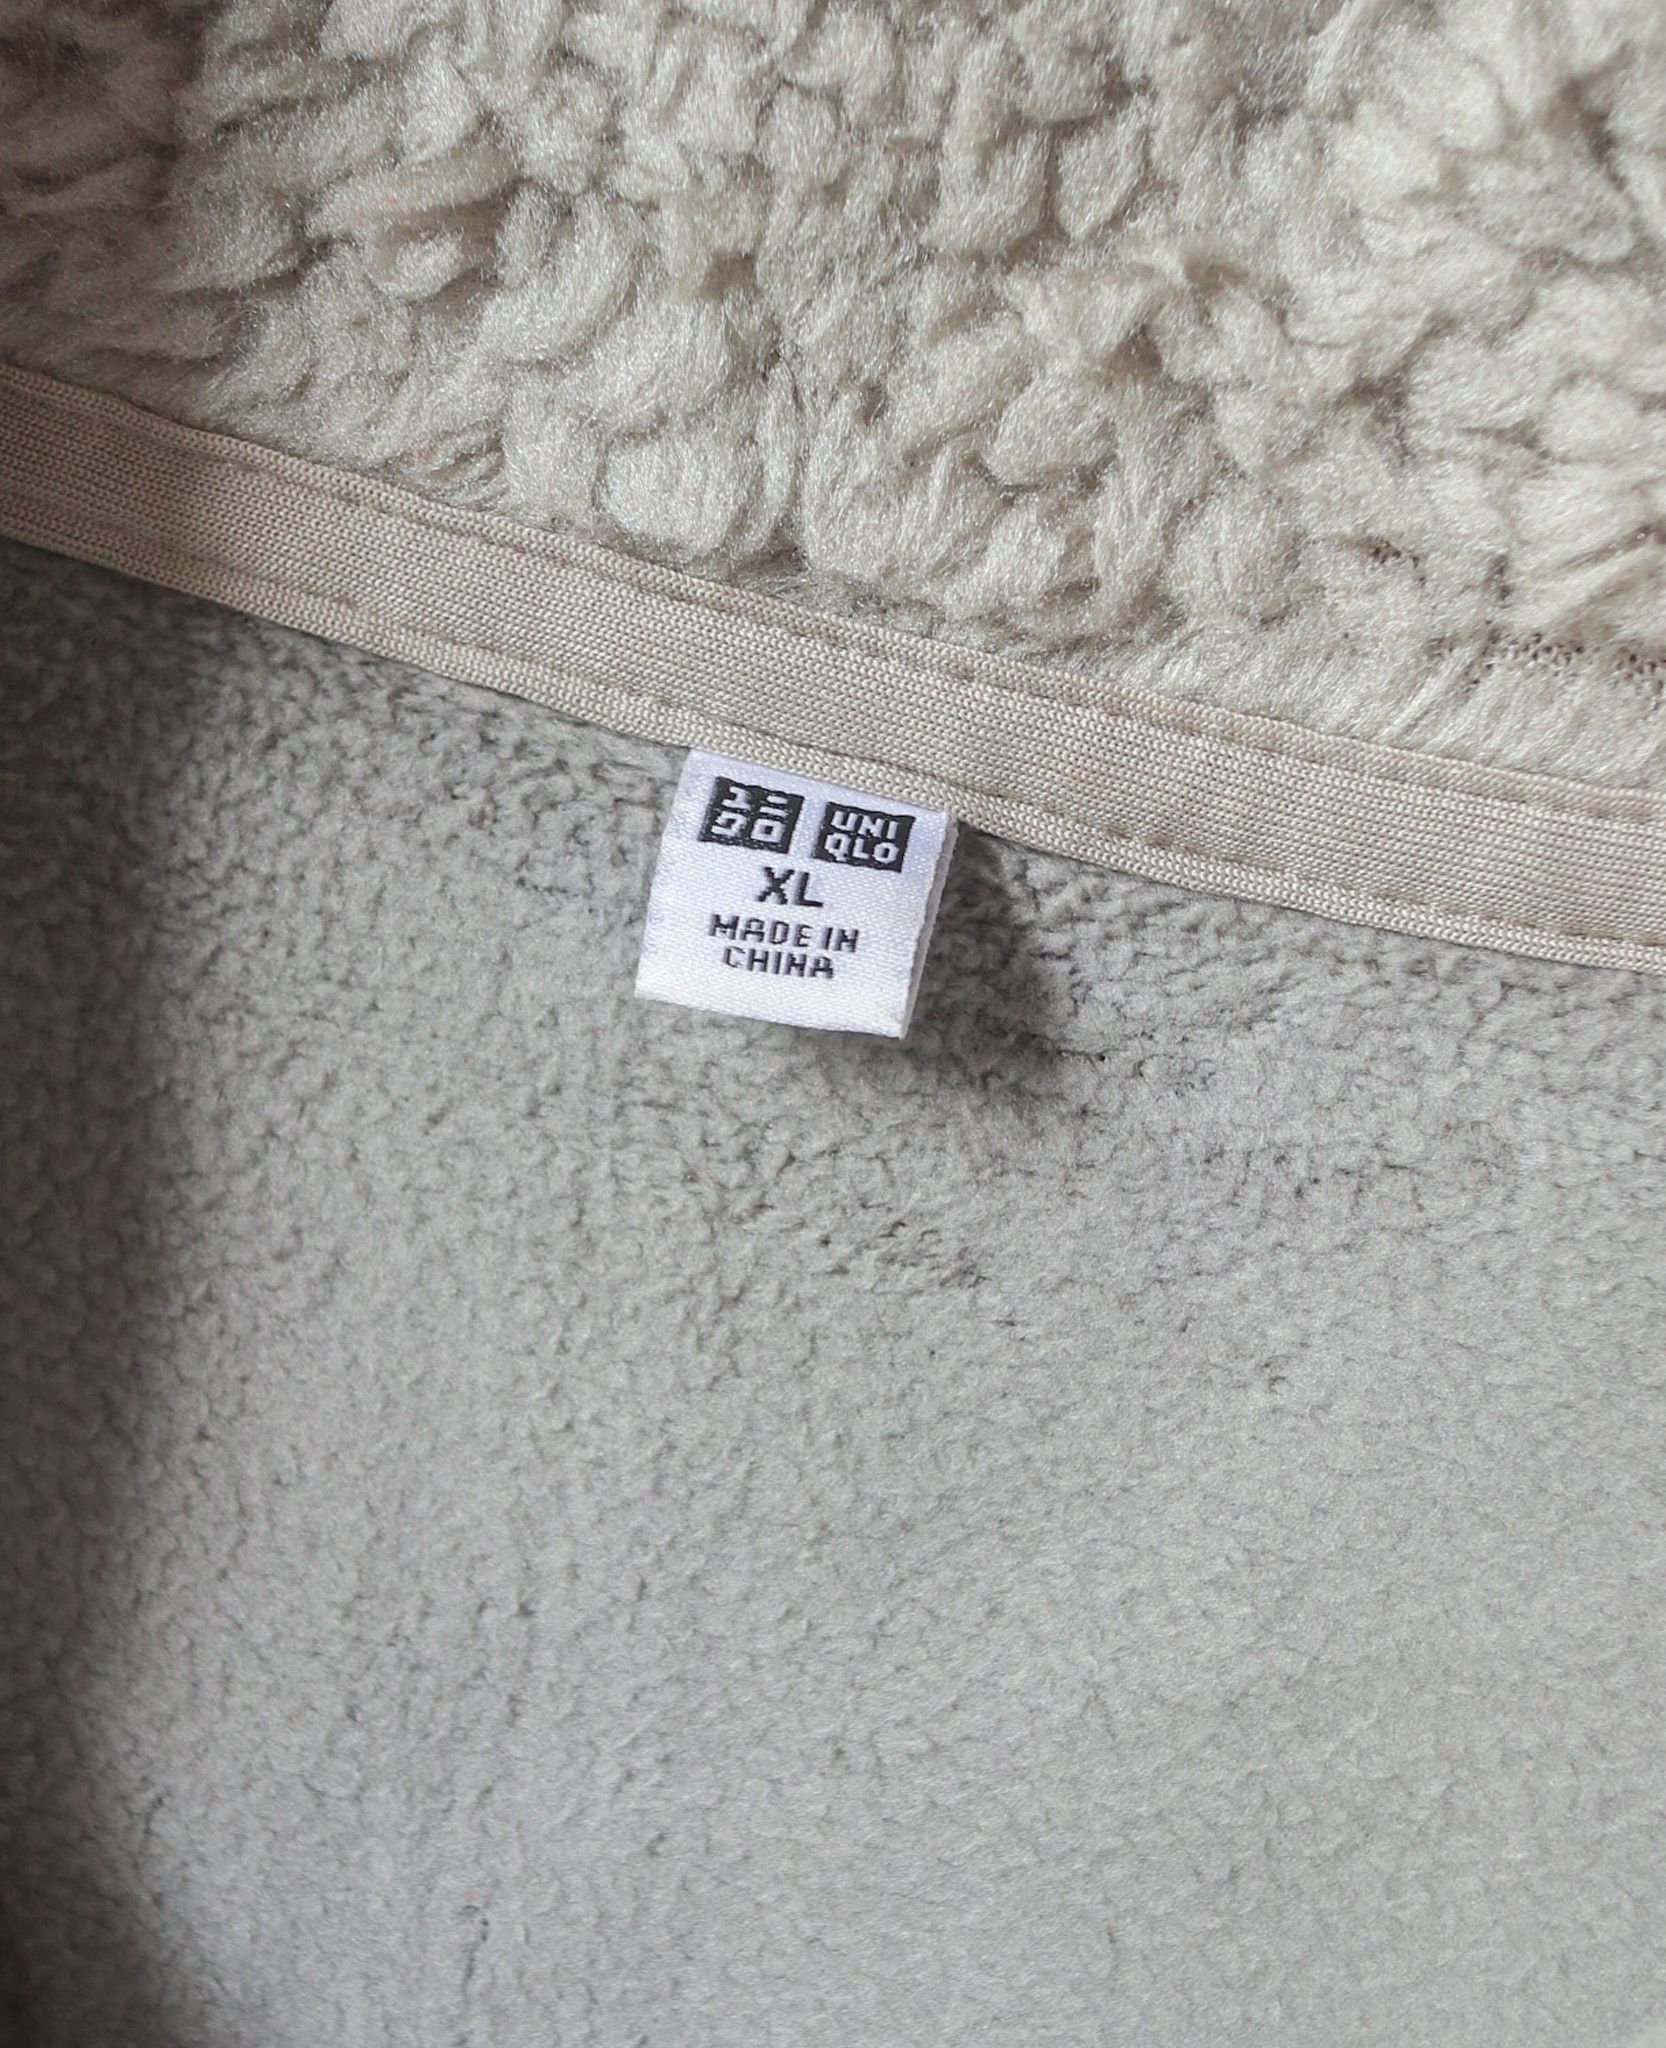 ユニ UNI
クロ QLO
XL
MADE IN
CHINA